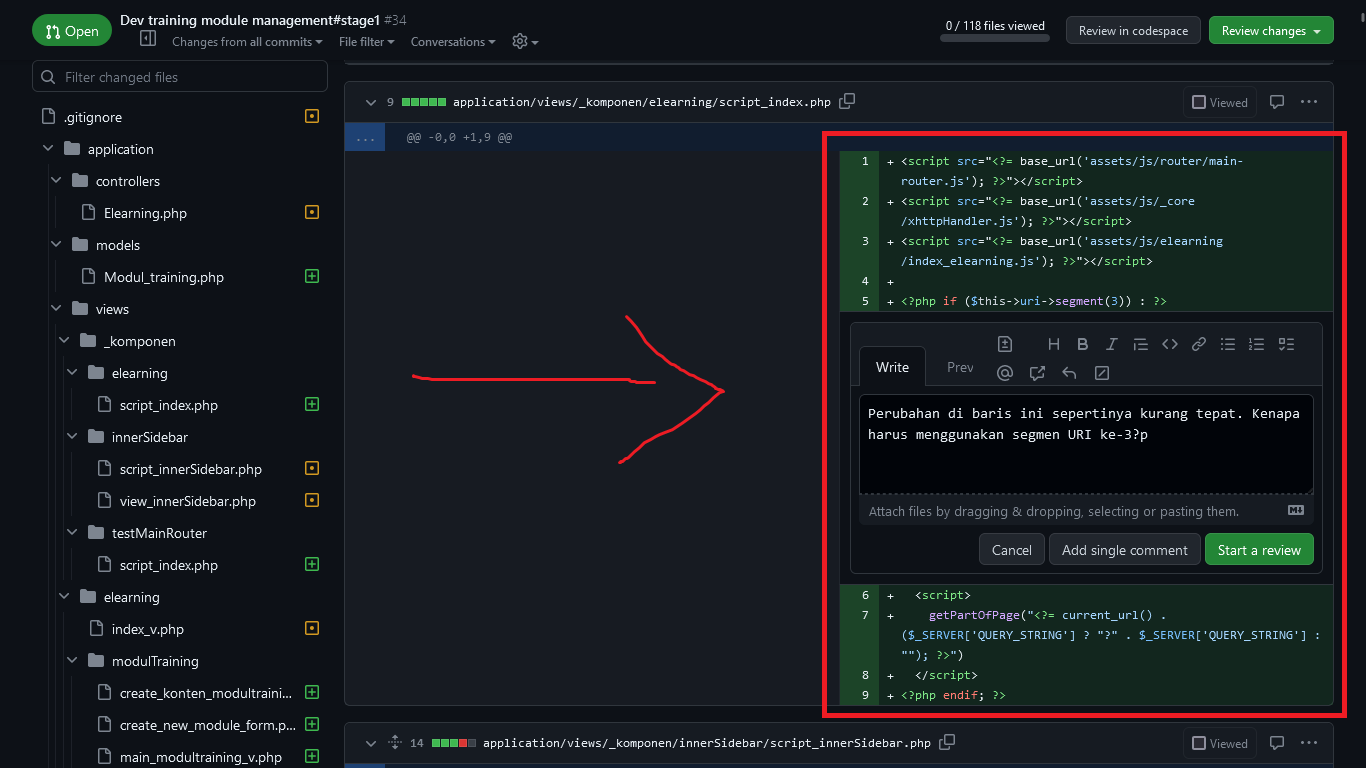 Open
Dev training module management#stage1 #34
Changes from all commits
File filter
Conversations
0 / 118 files viewed
Review in codespace
Review changes
Filter changed files
.gitignore
application
controllers
Elearning.php
models
Modul_training.php
views
_komponen
elearning
script_index.php
innerSidebar
script_innerSidebar.php
view_innerSidebar.php
testMainRouter
script_index.php
elearning
index_v.php
modulTraining
create_konten_modultraini...
create_new_module_form.p...
main_modultraining_v.php
9 application/views/_komponen/elearning/script_index.php
Viewed
... @@ -0,0 +1,9 @@
1 + <script src="<?= base_url('assets/js/router/main-
router.js'); ?>"></script>
2 + <script src="<?= base_url('assets/js/_core
/xhttpHandler.js'); ?>"></script>
3 + <script src="<?= base_url('assets/js/elearning
/index_elearning.js'); ?>"></script>
4 +
5 + <?php if ($this->uri->segment(3)) : ?>
Write
Prev
Perubahan di baris ini sepertinya kurang tepat. Kenapa
harus menggunakan segmen URI ke-3?p
Attach files by dragging & dropping, selecting or pasting them.
Cancel
Add single comment
Start a review
6 + <script>
7 + getPartOfPage("<?= current_url() .
($_SERVER['QUERY_STRING'] ? "?" . $_SERVER['QUERY_STRING'] :
""); ?>")
8 + </script>
9 + <?php endif; ?>
14 application/views/_komponen/innerSidebar/script_innerSidebar.php
Viewed